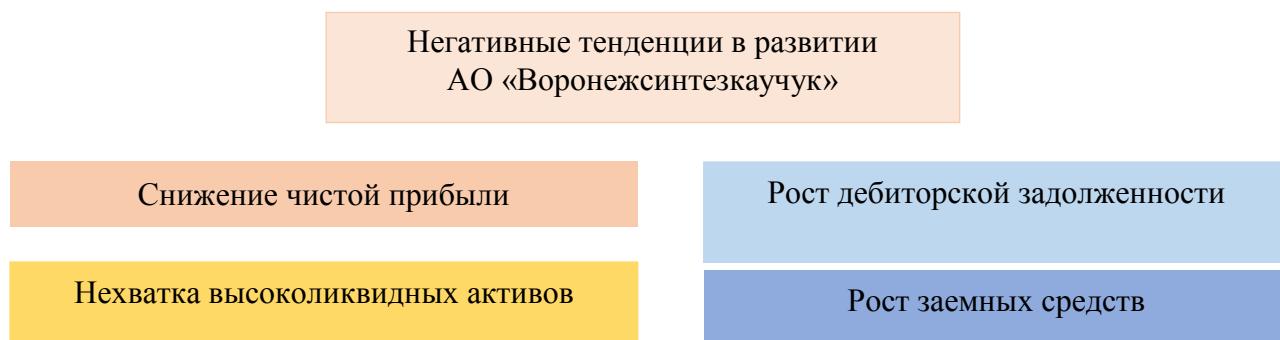 Негативные тенденции в развитии
АО «Воронежсинтезкаучук»
Снижение чистой прибыли
Рост дебиторской задолженности
Нехватка высоколиквидных активов
Рост заемных средств